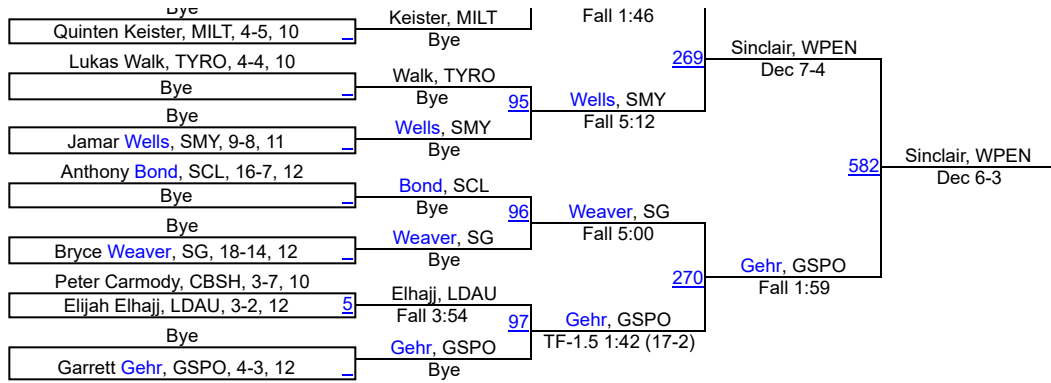 Bye
Quinten Keister, MILT, 4-5, 10
Lukas Walk, TYRO, 4-4, 10
Bye
Bye
Jamar Wells, SMY, 9-8, 11
Anthony Bond, SCL, 16-7, 12
Bye
Bye
Bryce Weaver, SG, 18-14, 12
Peter Carmody, CBSH, 3-7, 10
Elijah Elhajj, LDAU, 3-2, 12
5
Bye
Garrett Gehr, GSPO, 4-3, 12
Keister, MILT
Bye
Walk, TYRO
Bye
95
Wells, SMY
Bye
Bond, SCL
Bye
96
Weaver, SG
Bye
Elhajj, LDAU
Fall 3:54
97
Gehr, GSPO
Bye
Fall 1:46
269
Wells, SMY
Fall 5:12
Weaver, SG
Fall 5:00
270
Gehr, GSPO
TF-1.5 1:42 (17-2)
Sinclair, WPEN
Dec 7-4
582
Gehr, GSPO
Fall 1:59
Sinclair, WPEN
Dec 6-3